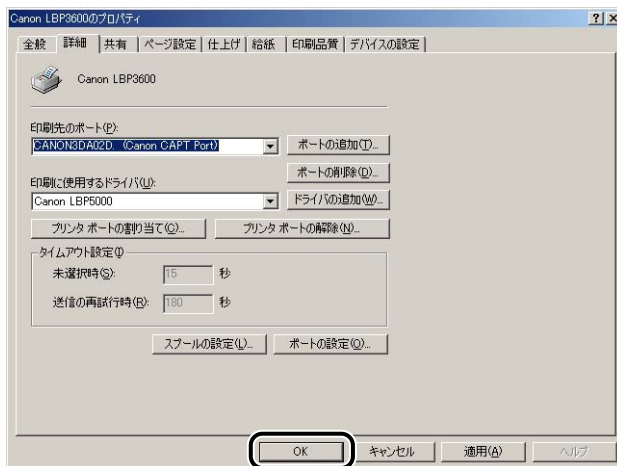 Canon LBP3600のプロパティ
全般 詳細 共有 ページ設定 仕上げ 給紙 印刷品質 デバイスの設定
Canon LBP3600
印刷先のポート(P):
CANON3DA02D, (Canon CAPT Port) ポートの追加(T)...
ポートの削除(D)...
印刷に使用するドライバ(U):
Canon LBP5000 ドライバの追加(W)...
プリンタ ポートの割り当て(C)... プリンタ ポートの解除(N)...
タイムアウト設定(I)
未選択時(S): 15 秒
送信の再試行時(R): 180 秒
スプールの設定(L)... ポートの設定(O)...
OK キャンセル 適用(A) ヘルプ